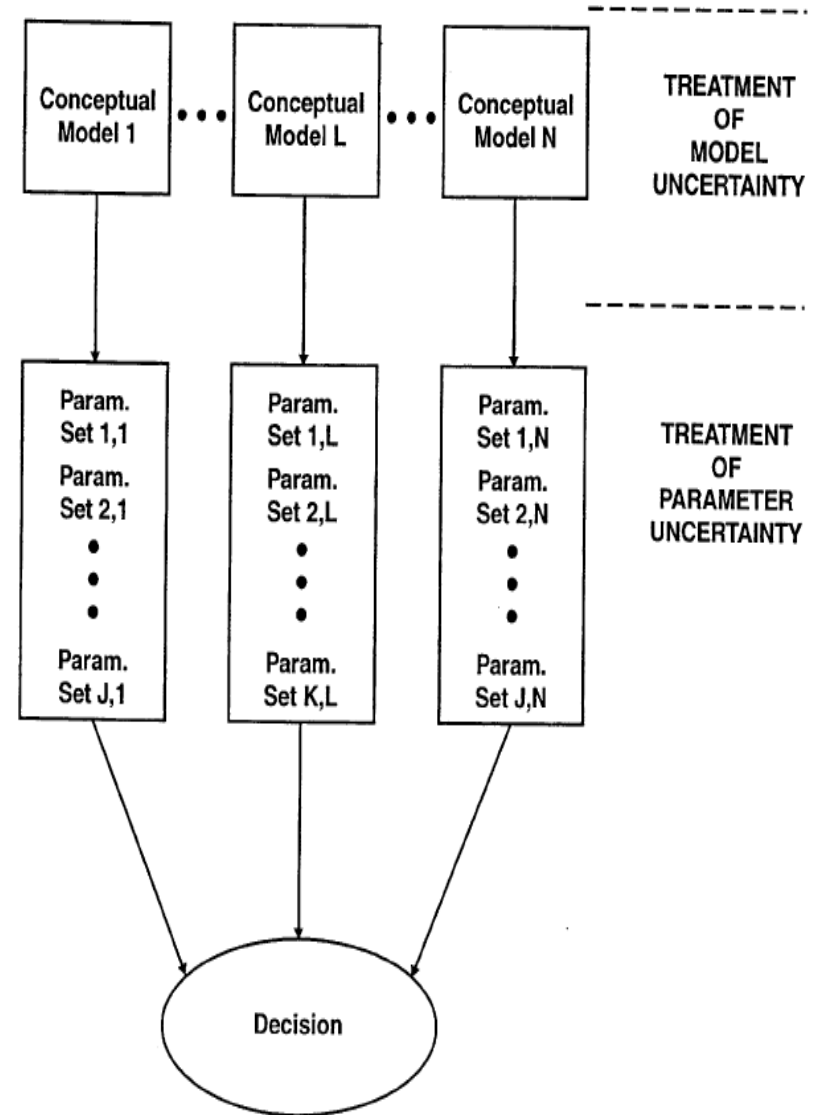 Conceptual
Model 1
Conceptual
Model L
Conceptual
Model N
TREATMENT
OF
MODEL
UNCERTAINTY
Param.
Set 1,1
Param.
Set 2,1
Param.
Set J,1
Param.
Set 1,L
Param.
Set 2,L
Param.
Set K,L
Param.
Set 1,N
Param.
Set 2,N
Param.
Set J,N
TREATMENT
OF
PARAMETER
UNCERTAINTY
Decision